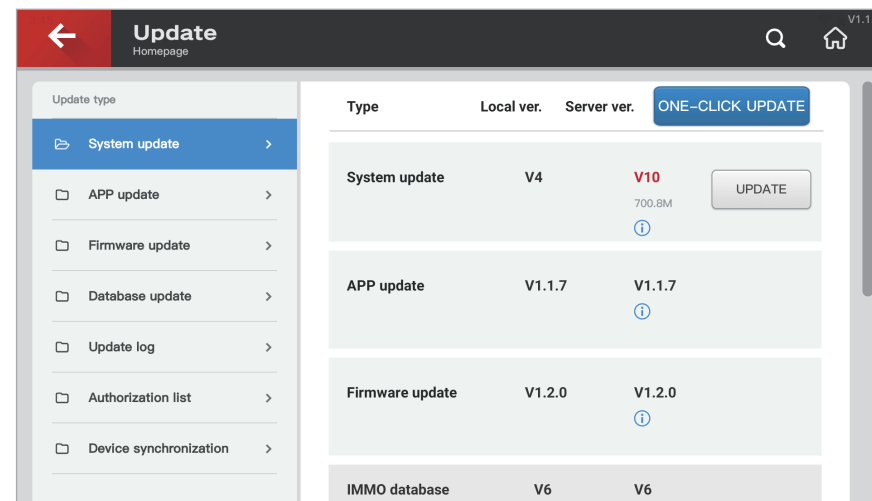 Update
Homepage
V1.1
Update type
System update
APP update
Firmware update
Database update
Update log
Authorization list
Device synchronization
Type Local ver. Server ver. ONE-CLICK UPDATE
System update V4 V10 UPDATE
700.8M
APP update V1.1.7 V1.1.7
Firmware update V1.2.0 V1.2.0
IMMO database V6 V6